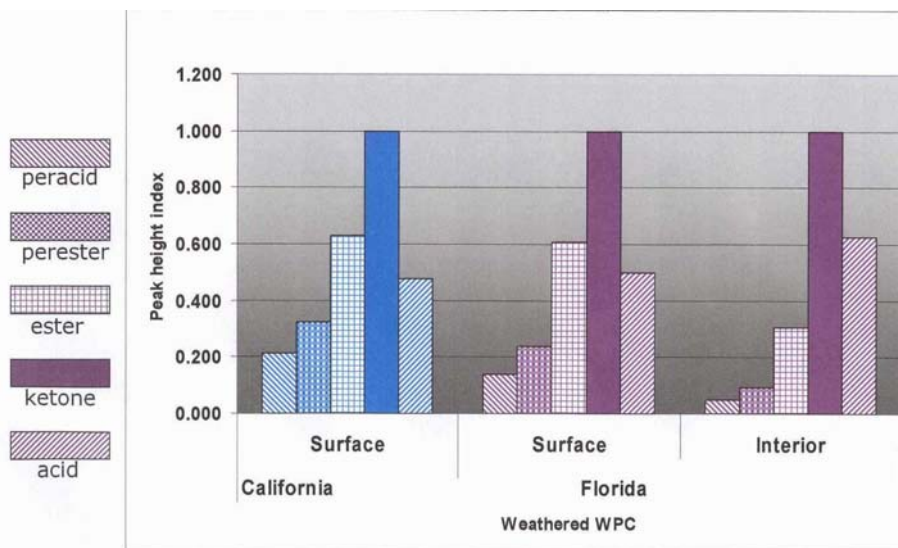 peracid
perester
ester
ketone
acid
Peak height index
1.200
1.000
0.800
0.600
0.400
0.200
0.000
Surface Surface Interior
California Florida
Weathered WPC